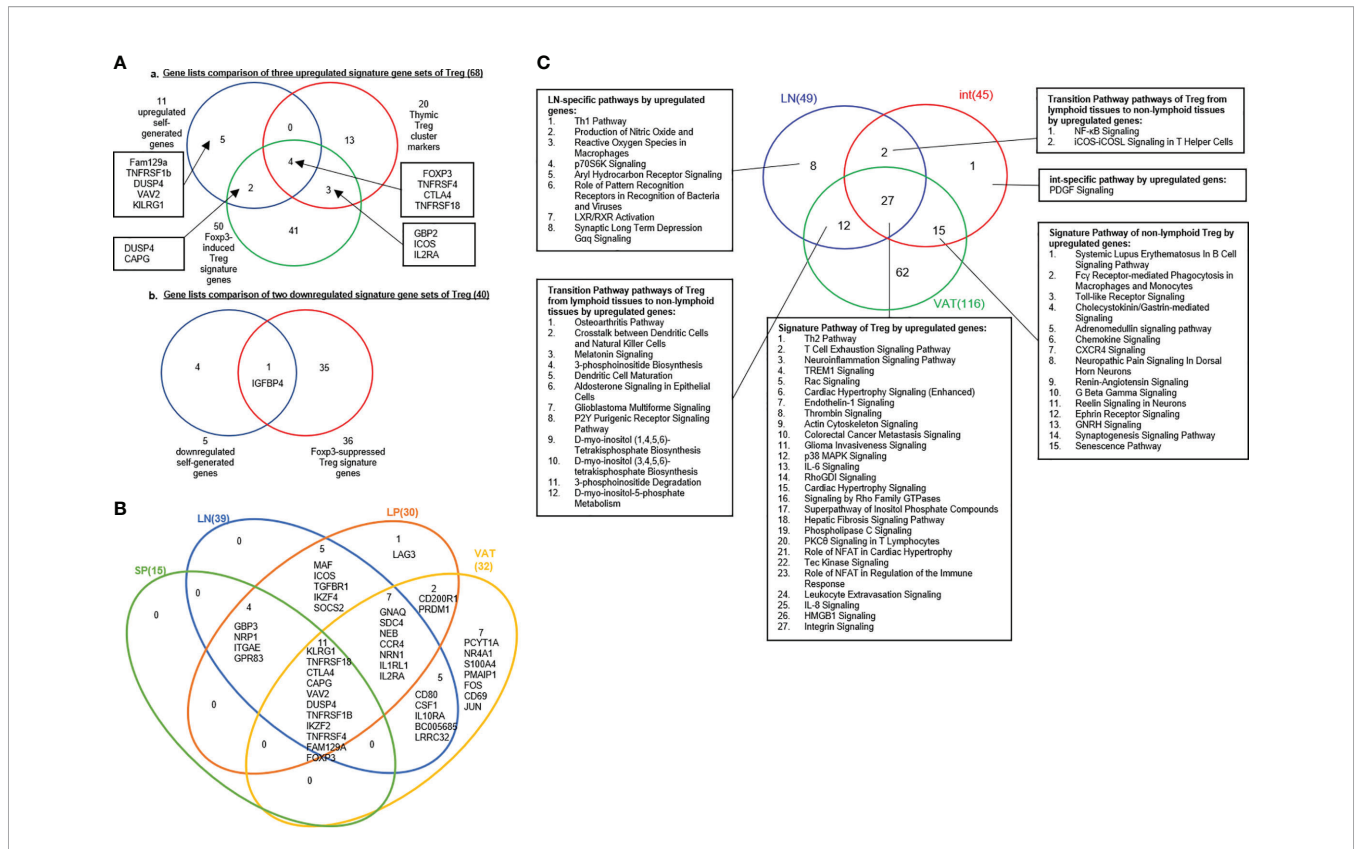 A
a. Gene lists comparison of three upregulated signature gene sets of Treg (68)
11
upregulated
self-generated
genes
20
Thymic
Treg
cluster
markers
5
0
13
4
2
3
41
Fam129a
TNFRSF1b
DUSP4
VAV2
KILRG1
FOXP3
TNFRSF4
CTLA4
TNFRSF18
DUSP4
CAPG
50
Foxp3-
induced
Treg
signature
genes
GBP2
ICOS
IL2RA
b. Gene lists comparison of two downregulated signature gene sets of Treg (40)
4
1
IGFBP4
35
5
downregulated
self-generated
genes
36
Foxp3-suppressed
Treg signature
genes
B
LN(39)
LP(30)
VAT
(32)
SP(15)
0
5
MAF
ICOS
TGFBR1
IKZF4
SOCS2
1
LAG3
0
4
GBP3
NRP1
ITGAE
GPR83
7
GNAQ
SDC4
NEB
CCR4
NRN1
IL1RL1
IL2RA
2
CD200R1
PRDM1
0
11
KLRG1
TNFRSF18
CTLA4
CAPG
VAV2
DUSP4
TNFRSF1B
IKZF2
TNFRSF4
FAM129A
FOXP3
7
PCYT1A
NR4A1
S100A4
PMAIP1
FOS
CD69
JUN
5
CD80
CSF1
IL10RA
BC005685
LRRC32
0
0
0
0
C
LN-specific pathways by upregulated
genes:
1. Th1 Pathway
2. Production of Nitric Oxide and
3. Reactive Oxygen Species in
Macrophages
4. p70S6K Signaling
5. Aryl Hydrocarbon Receptor Signaling
6. Role of Pattern Recognition
Receptors in Recognition of Bacteria
and Viruses
7. LXR/RXR Activation
8. Synaptic Long Term Depression
Gαq Signaling
LN(49)
int(45)
VAT(116)
8
2
1
27
12
15
62
Transition Pathway pathways of Treg from
lymphoid tissues to non-lymphoid tissues
by upregulated genes:
1. NF-κB Signaling
2. iCOS-iCOSL Signaling in T Helper Cells
int-specific pathway by upregulated gens:
PDGF Signaling
Transition Pathway pathways of Treg
from lymphoid tissues to non-lymphoid
tissues by upregulated genes:
1. Osteoarthritis Pathway
2. Crosstalk between Dendritic Cells
and Natural Killer Cells
3. Melatonin Signaling
4. 3-phosphoinositide Biosynthesis
5. Dendritic Cell Maturation
6. Aldosterone Signaling in Epithelial
Cells
7. Glioblastoma Multiforme Signaling
8. P2Y Purigenic Receptor Signaling
Pathway
9. D-myo-inositol (1,4,5,6)-
Tetrakisphosphate Biosynthesis
10. D-myo-inositol (3,4,5,6)-
tetrakisphosphate Biosynthesis
11. 3-phosphoinositide Degradation
12. D-myo-inositol-5-phosphate
Metabolism
Signature Pathway of Treg by upregulated genes:
1. Th2 Pathway
2. T Cell Exhaustion Signaling Pathway
3. Neuroinflammation Signaling Pathway
4. TREM1 Signaling
5. Rac Signaling
6. Cardiac Hypertrophy Signaling (Enhanced)
7. Endothelin-1 Signaling
8. Thrombin Signaling
9. Actin Cytoskeleton Signaling
10. Colorectal Cancer Metastasis Signaling
11. Glioma Invasiveness Signaling
12. p38 MAPK Signaling
13. IL-6 Signaling
14. RhoGDI Signaling
15. Cardiac Hypertrophy Signaling
16. Signaling by Rho Family GTPases
17. Superpathway of Inositol Phosphate Compounds
18. Hepatic Fibrosis Signaling Pathway
19. Phospholipase C Signaling
20. PKCθ Signaling in T Lymphocytes
21. Role of NFAT in Cardiac Hypertrophy
22. Tec Kinase Signaling
23. Role of NFAT in Regulation of the Immune
Response
24. Leukocyte Extravasation Signaling
25. IL-8 Signaling
26. HMGB1 Signaling
27. Integrin Signaling
Signature Pathway of non-lymphoid Treg by
upregulated genes:
1. Systemic Lupus Erythematosus In B Cell
Signaling Pathway
2. Fcγ Receptor-mediated Phagocytosis in
Macrophages and Monocytes
3. Toll-like Receptor Signaling
4. Cholecystokinin/Gastrin-mediated
Signaling
5. Adrenomedullin signaling pathway
6. Chemokine Signaling
7. CXCR4 Signaling
8. Neuropathic Pain Signaling In Dorsal
Horn Neurons
9. Renin-Angiotensin Signaling
10. G Beta Gamma Signaling
11. Reelin Signaling in Neurons
12. Ephrin Receptor Signaling
13. GNRH Signaling
14. Synaptogenesis Signaling Pathway
15. Senescence Pathway